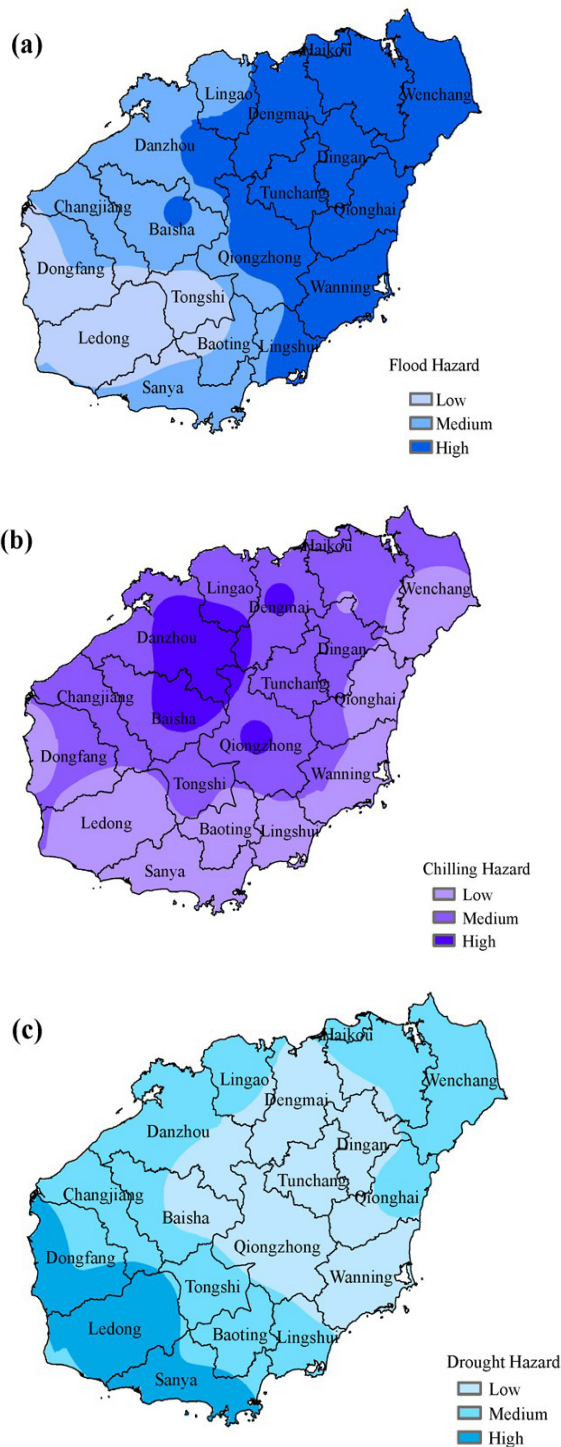 (a)
Haikou
Lingao
Wenchang
Dengmai
Danzhou
Dingan
Tunchang
Changjiang
Qionghai
Baisha
Qiongzhong
Dongfang
Tongshi
Wanning
Ledong
Baoting
Lingshui
Sanya
Flood Hazard
Low
Medium
High
(b)
Haikou
Lingao
Wenchang
Dengmai
Danzhou
Dingan
Tunchang
Changjiang
Qionghai
Baisha
Qiongzhong
Dongfang
Wanning
Tongshi
Ledong
Baoting
Lingshui
Sanya
Chilling Hazard
Low
Medium
High
(c)
Haikou
Lingao
Wenchang
Dengmai
Danzhou
Dingan
Tunchang
Changjiang
Qionghai
Baisha
Qiongzhong
Dongfang
Wanning
Tongshi
Ledong
Baoting
Lingshui
Sanya
Drought Hazard
Low
Medium
High